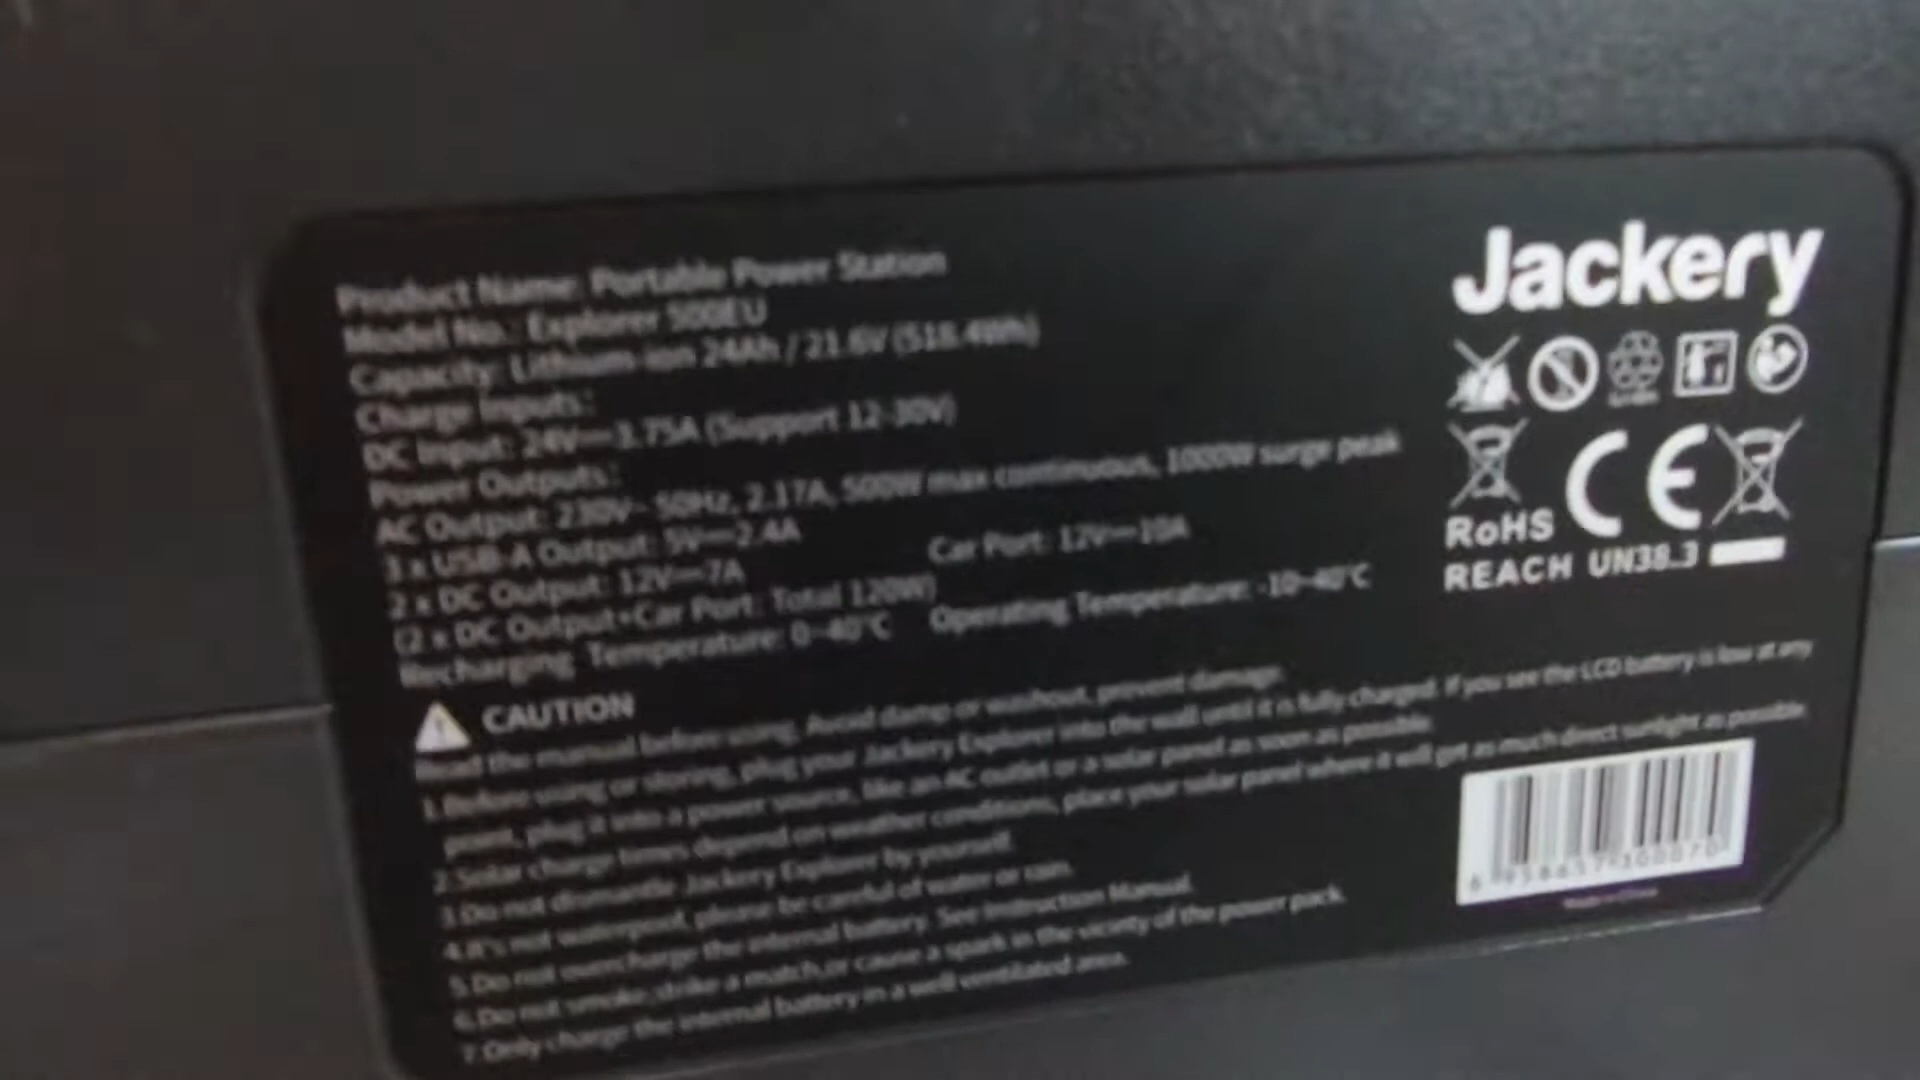 Product Name: Portable Power Station
Model No.: Explorer 500EU
Capacity: Lithium-ion 24Ah / 21.6V (518.4Wh)
Charge Inputs:
DC Input: 24V⎓3.75A (Support 12-30V)
Power Outputs:
AC Output: 230V~ 50Hz, 2.17A, 500W max continuous, 1000W surge peak
3 x USB-A Output: 5V⎓2.4A
2 x DC Output: 12V⎓7A Car Port: 12V⎓10A
(2 x DC Output+Car Port: Total 120W)
Recharging Temperature: 0~40°C Operating Temperature: -10~40°C
CAUTION
Read the manual before using. Avoid damp or washout, prevent damage.
1.Before using or storing, plug your Jackery Explorer into the wall until it is fully charged. If you see the LCD battery is low at any
point, plug it into a power source, like an AC outlet or a solar panel as soon as possible.
2.Solar charge times depend on weather conditions, place your solar panel where it will get as much direct sunlight as possible.
3.Do not dismantle Jackery Explorer by yourself.
4.It's not waterproof, please be careful of water or rain.
5.Do not overcharge the internal battery. See Instruction Manual.
6.Do not smoke,strike a match,or cause a spark in the vicinty of the power pack.
7.Only charge the internal battery in a well ventilated area.
Jackery
RoHS CE
REACH UN38.3
Made in China